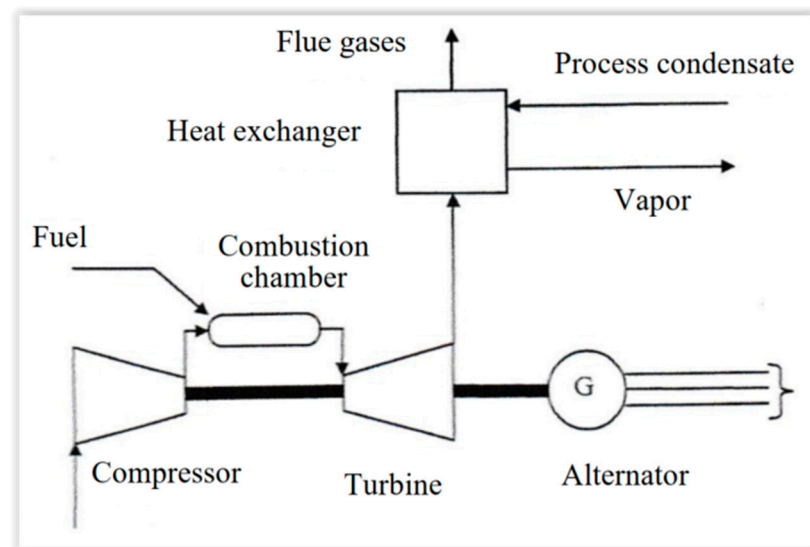 Flue gases
Process condensate
Heat exchanger
Vapor
Fuel
Combustion
chamber
G
Compressor
Turbine
Alternator